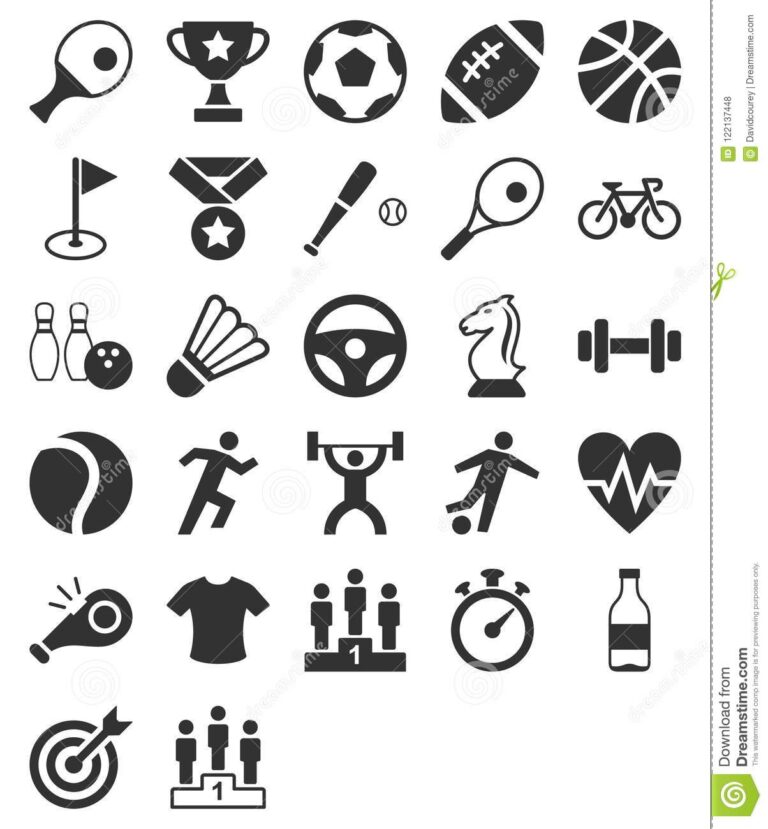 1
1
ID 122137448
© Davidcourey | Dreamstime.com
Download from
Dreamstime.com
This watermarked comp image is for previewing purposes only.
dreamstime